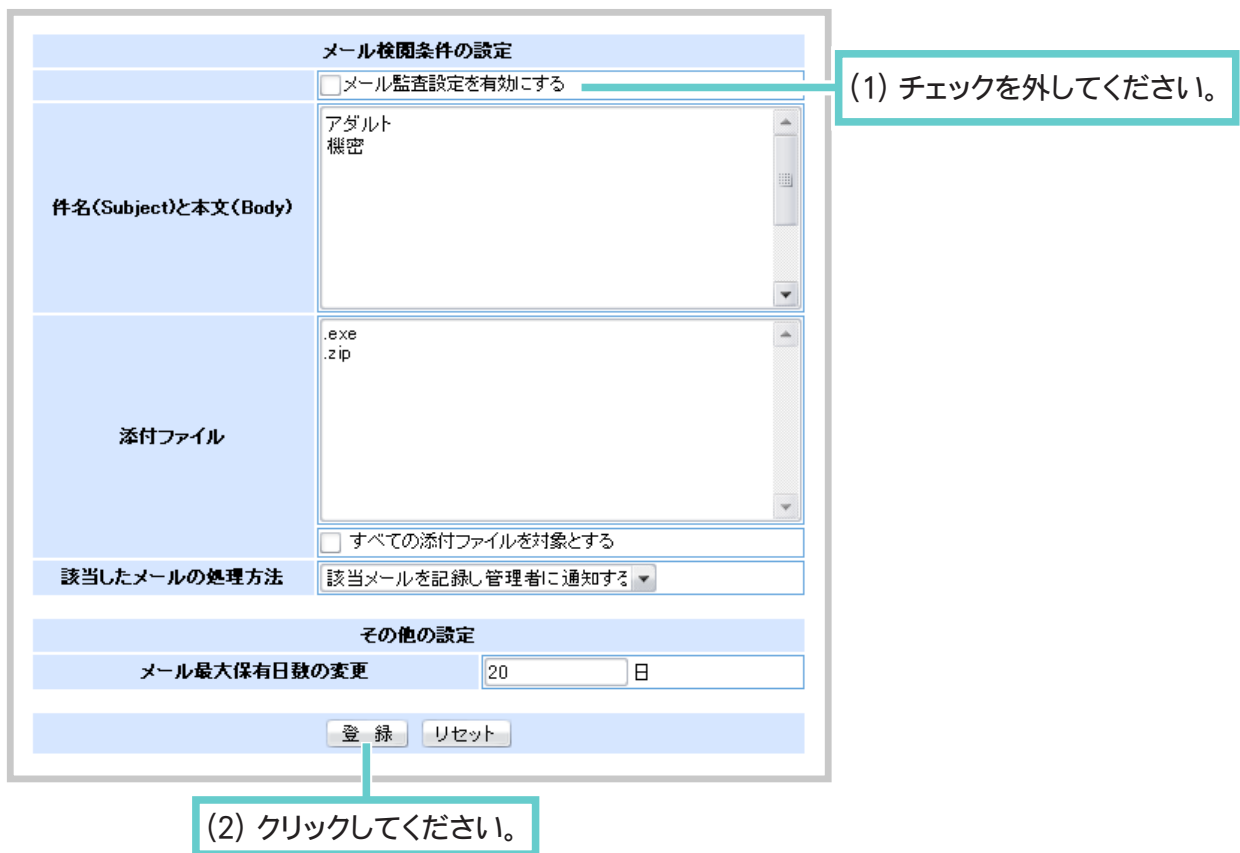 メール検閲条件の設定
メール監査設定を有効にする
(1) チェックを外してください。
件名(Subject)と本文(Body)
アダルト
機密
添付ファイル
.exe
.zip
すべての添付ファイルを対象とする
該当したメールの処理方法
該当メールを記録し管理者に通知する
その他の設定
メール最大保有日数の変更
20
日
登 録
リセット
(2) クリックしてください。